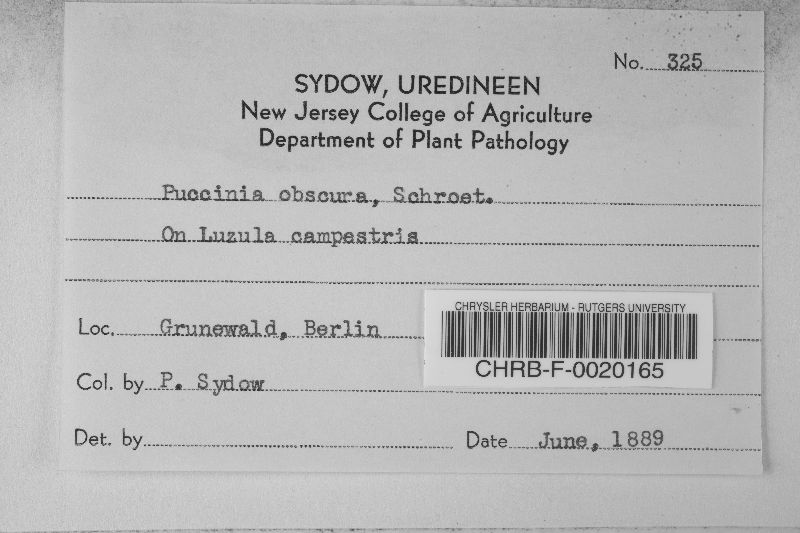 No. 325
SYDOW, UREDINEEN
New Jersey College of Agriculture
Department of Plant Pathology
Puccinia obscura, Schroet.
On Luzula campestris
CHRYSLER HERBARIUM - RUTGERS UNIVERSITY
Loc. Grunewald, Berlin
CHRB-F-0020165
Col. by P. Sydow
Det. by
Date June, 1889